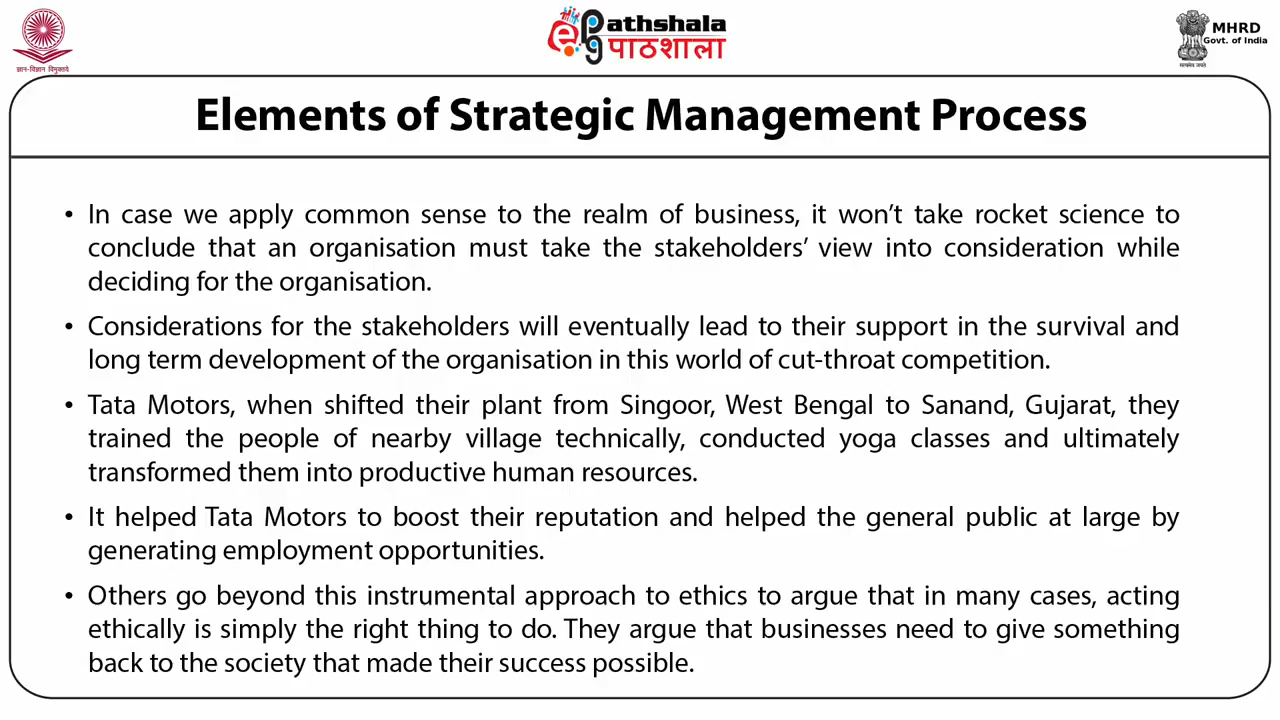 ज्ञान-विज्ञान विमुक्तये
ePathshala
पाठशाला
MHRD
Govt. of India
सत्यमेव जयते
Elements of Strategic Management Process
• In case we apply common sense to the realm of business, it won’t take rocket science to
conclude that an organisation must take the stakeholders’ view into consideration while
deciding for the organisation.
• Considerations for the stakeholders will eventually lead to their support in the survival and
long term development of the organisation in this world of cut-throat competition.
• Tata Motors, when shifted their plant from Singoor, West Bengal to Sanand, Gujarat, they
trained the people of nearby village technically, conducted yoga classes and ultimately
transformed them into productive human resources.
• It helped Tata Motors to boost their reputation and helped the general public at large by
generating employment opportunities.
• Others go beyond this instrumental approach to ethics to argue that in many cases, acting
ethically is simply the right thing to do. They argue that businesses need to give something
back to the society that made their success possible.